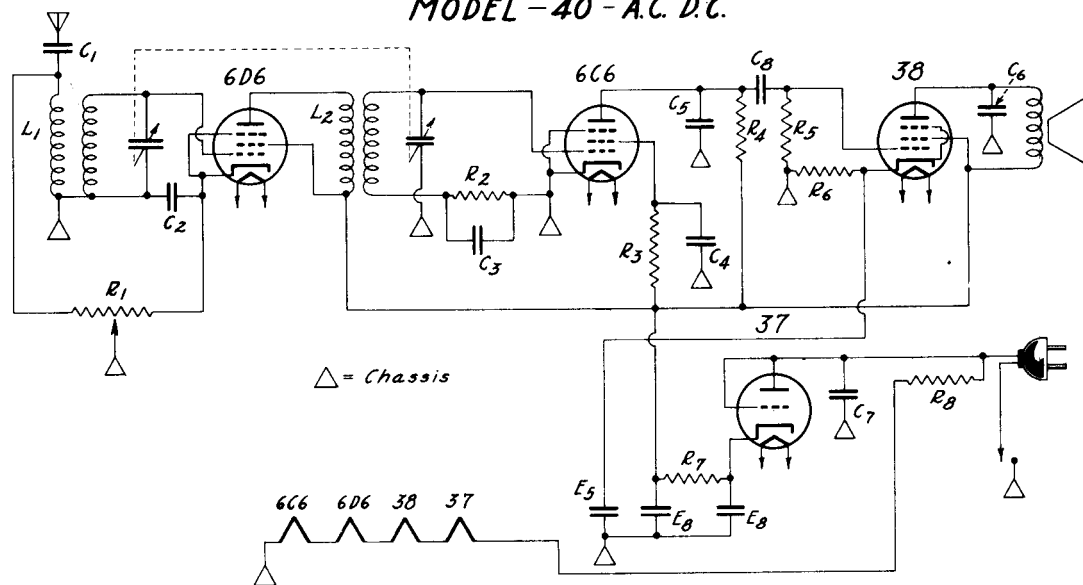 MODEL-40-A.C. D.C.
C1
6D6
6C6
C8
38
C6
L1
L2
C5
R4
R5
R6
C2
R2
C3
R3
C4
R1
37
△ = Chassis
C7
R8
R7
E5
E8
E8
6C6 6D6 38 37